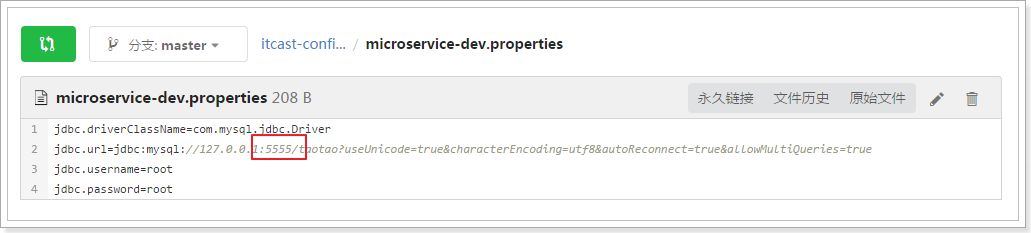 分支: master
itcast-confi... / microservice-dev.properties
microservice-dev.properties 208 B
永久链接 文件历史 原始文件
1 jdbc.driverClassName=com.mysql.jdbc.Driver
2 jdbc.url=jdbc:mysql://127.0.0.1:5555/taotao?useUnicode=true&characterEncoding=utf8&autoReconnect=true&allowMultiQueries=true
3 jdbc.username=root
4 jdbc.password=root